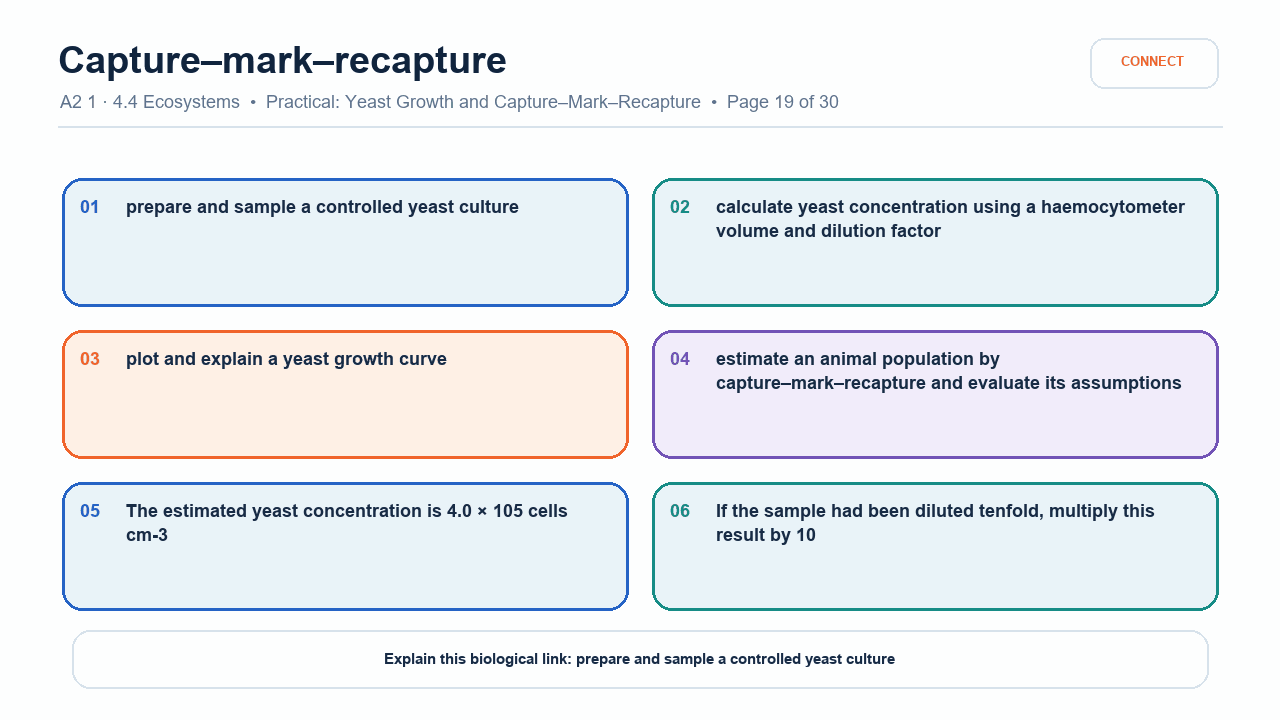 Capture–mark–recapture
CONNECT
A2 1 · 4.4 Ecosystems • Practical: Yeast Growth and Capture–Mark–Recapture • Page 19 of 30
01 prepare and sample a controlled yeast culture
02 calculate yeast concentration using a haemocytometer
volume and dilution factor
03 plot and explain a yeast growth curve
04 estimate an animal population by
capture–mark–recapture and evaluate its assumptions
05 The estimated yeast concentration is 4.0 × 105 cells
cm-3
06 If the sample had been diluted tenfold, multiply this
result by 10
Explain this biological link: prepare and sample a controlled yeast culture